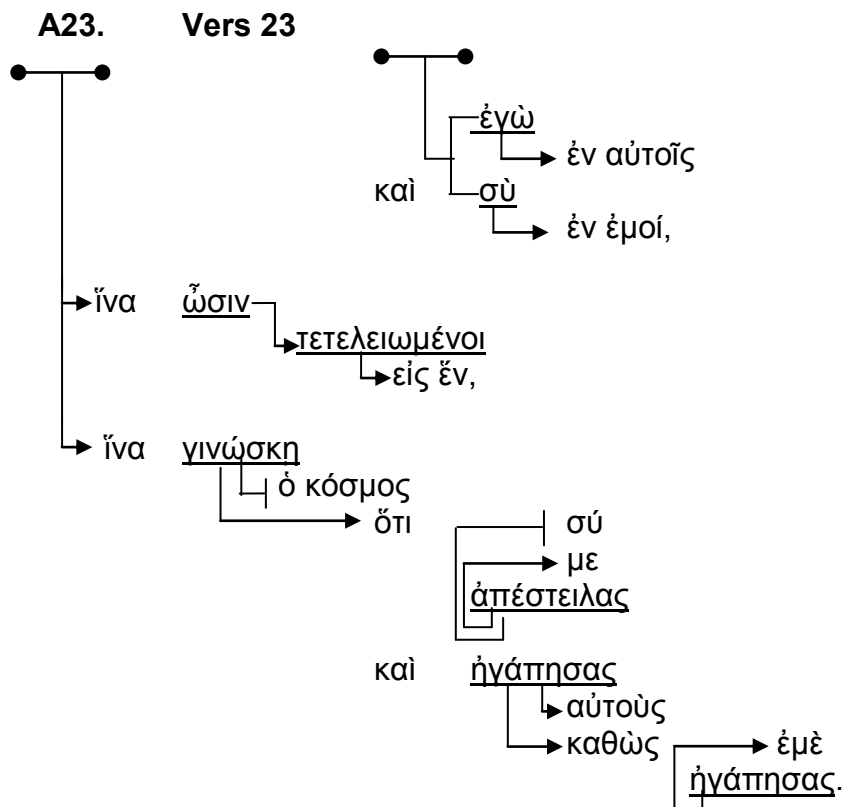 A23. Vers 23
ἐγὼ
ἐν αὐτοῖς
καὶ σὺ
ἐν ἐμοί,
ἵνα ὦσιν
τετελειωμένοι
εἰς ἕν,
ἵνα γινώσκῃ
ὁ κόσμος
ὅτι σύ
με
ἀπέστειλας
καὶ ἠγάπησας
αὐτοὺς
καθὼς ἐμὲ
ἠγάπησας.